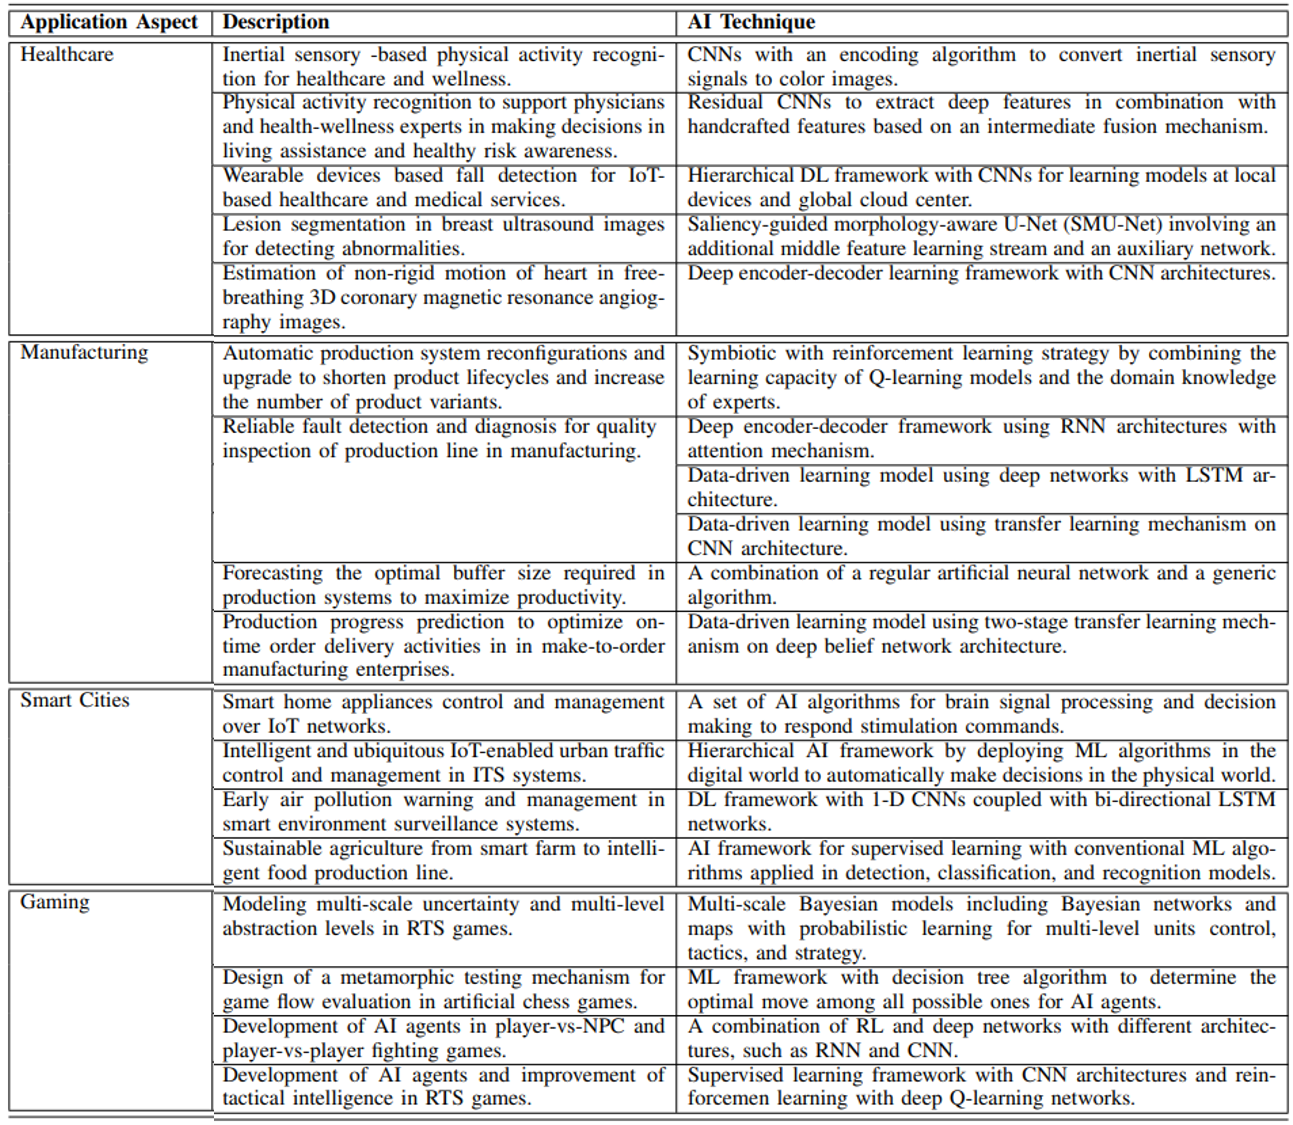 Application Aspect Description AI Technique
Healthcare
Inertial sensory -based physical activity recogni-
tion for healthcare and wellness.
CNNs with an encoding algorithm to convert inertial sensory
signals to color images.
Physical activity recognition to support physicians
and health-wellness experts in making decisions in
living assistance and healthy risk awareness.
Residual CNNs to extract deep features in combination with
handcrafted features based on an intermediate fusion mechanism.
Wearable devices based fall detection for IoT-
based healthcare and medical services.
Hierarchical DL framework with CNNs for learning models at local
devices and global cloud center.
Lesion segmentation in breast ultrasound images
for detecting abnormalities.
Saliency-guided morphology-aware U-Net (SMU-Net) involving an
additional middle feature learning stream and an auxiliary network.
Estimation of non-rigid motion of heart in free-
breathing 3D coronary magnetic resonance angiog-
raphy images.
Deep encoder-decoder learning framework with CNN architectures.
Manufacturing
Automatic production system reconfigurations and
upgrade to shorten product lifecycles and increase
the number of product variants.
Symbiotic with reinforcement learning strategy by combining the
learning capacity of Q-learning models and the domain knowledge
of experts.
Reliable fault detection and diagnosis for quality
inspection of production line in manufacturing.
Deep encoder-decoder framework using RNN architectures with
attention mechanism.
Data-driven learning model using deep networks with LSTM ar-
chitecture.
Data-driven learning model using transfer learning mechanism on
CNN architecture.
Forecasting the optimal buffer size required in
production systems to maximize productivity.
A combination of a regular artificial neural network and a generic
algorithm.
Production progress prediction to optimize on-
time order delivery activities in in make-to-order
manufacturing enterprises.
Data-driven learning model using two-stage transfer learning mech-
anism on deep belief network architecture.
Smart Cities
Smart home appliances control and management
over IoT networks.
A set of AI algorithms for brain signal processing and decision
making to respond stimulation commands.
Intelligent and ubiquitous IoT-enabled urban traffic
control and management in ITS systems.
Hierarchical AI framework by deploying ML algorithms in the
digital world to automatically make decisions in the physical world.
Early air pollution warning and management in
smart environment surveillance systems.
DL framework with 1-D CNNs coupled with bi-directional LSTM
networks.
Sustainable agriculture from smart farm to intelli-
gent food production line.
AI framework for supervised learning with conventional ML algo-
rithms applied in detection, classification, and recognition models.
Gaming
Modeling multi-scale uncertainty and multi-level
abstraction levels in RTS games.
Multi-scale Bayesian models including Bayesian networks and
maps with probabilistic learning for multi-level units control,
tactics, and strategy.
Design of a metamorphic testing mechanism for
game flow evaluation in artificial chess games.
ML framework with decision tree algorithm to determine the
optimal move among all possible ones for AI agents.
Development of AI agents in player-vs-NPC and
player-vs-player fighting games.
A combination of RL and deep networks with different architec-
tures, such as RNN and CNN.
Development of AI agents and improvement of
tactical intelligence in RTS games.
Supervised learning framework with CNN architectures and rein-
forcemen learning with deep Q-learning networks.